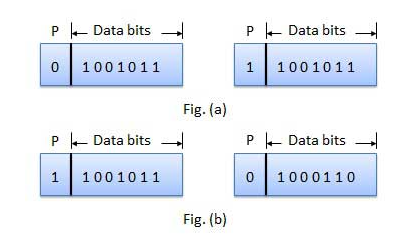 P Data bits P Data bits
0 1001011 1 1001011
Fig. (a)
P Data bits P Data bits
1 1001011 0 1000110
Fig. (b)